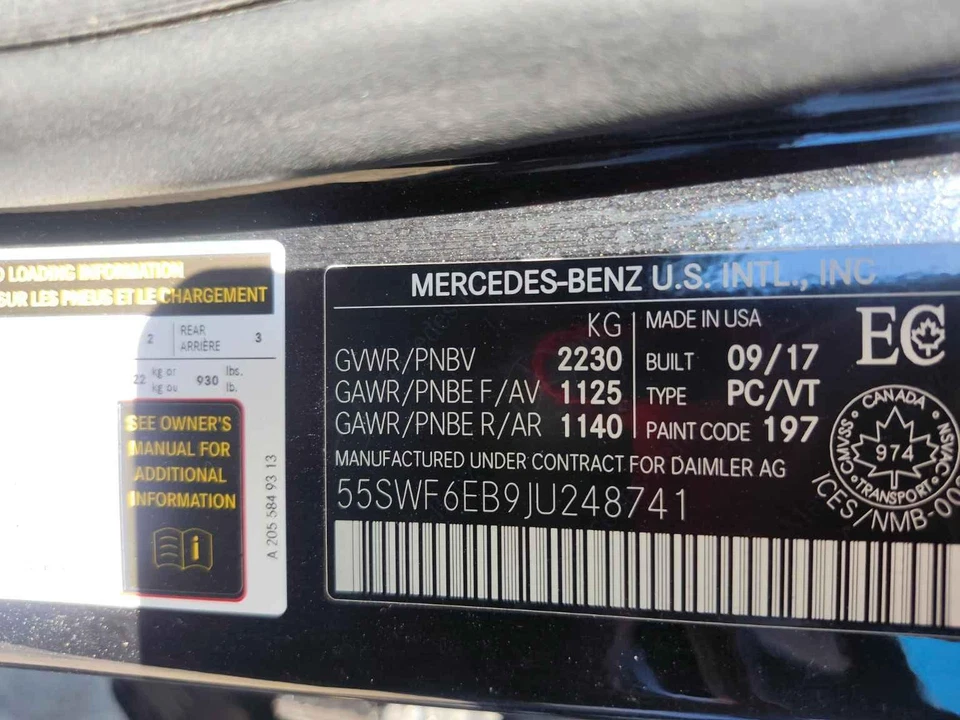 LOADING INFORMATION
SUR LES PNEUS ET LE CHARGEMENT
2
REAR
ARRIÈRE
3
22
kg or
kg ou
930
lbs.
lb.
SEE OWNER'S
MANUAL FOR
ADDITIONAL
INFORMATION
i
A 205 584 93 13
MERCEDES-BENZ U.S. INTL., INC
KG
GVWR/PNBV 2230
GAWR/PNBE F/AV 1125
GAWR/PNBE R/AR 1140
MADE IN USA
BUILT 09/17
TYPE PC/VT
PAINT CODE 197
EC
CANADA
CMVSS
974
NSVAC
TRANSPORT
ICES/NMB-00
MANUFACTURED UNDER CONTRACT FOR DAIMLER AG
55SWF6EB9JU248741